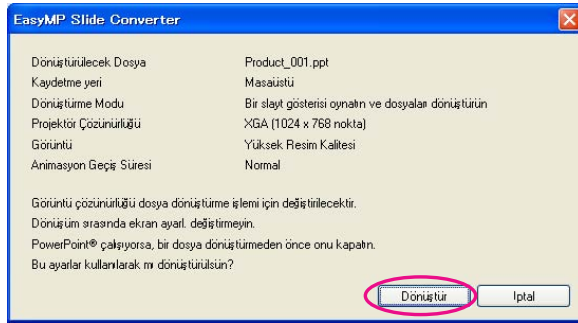 EasyMP Slide Converter
Dönüştürülecek Dosya Product_001.ppt
Kaydetme yeri Masaüstü
Dönüştürme Modu Bir slayt gösterisi oynatın ve dosyaları dönüştürün
Projektör Çözünürlüğü XGA (1024 x 768 nokta)
Görüntü Yüksek Resim Kalitesi
Animasyon Geçiş Süresi Normal
Görüntü çözünürlüğü dosya dönüştürme işlemi için değiştirilecektir.
Dönüşüm sırasında ekran ayarl. değiştirmeyin.
PowerPoint® çalışıyorsa, bir dosya dönüştürmeden önce onu kapatın.
Bu ayarlar kullanılarak mı dönüştürülsün?
Dönüştür İptal